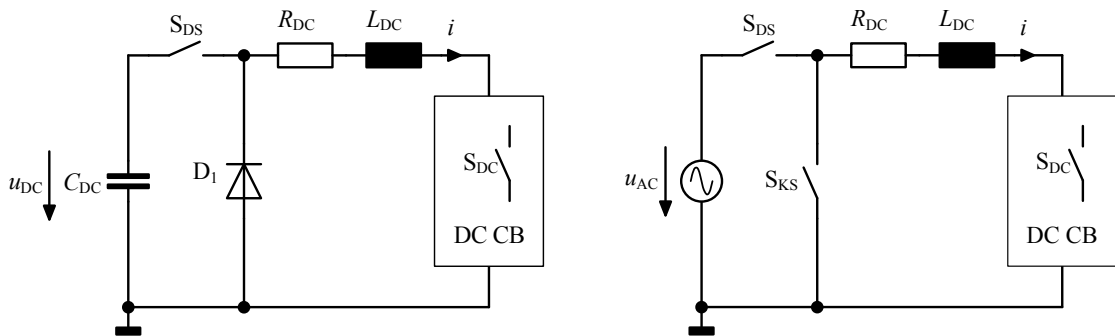 S_DS
R_DC
L_DC
i
u_DC
C_DC
D_1
S_DC
DC CB
S_DS
R_DC
L_DC
i
u_AC
S_KS
S_DC
DC CB